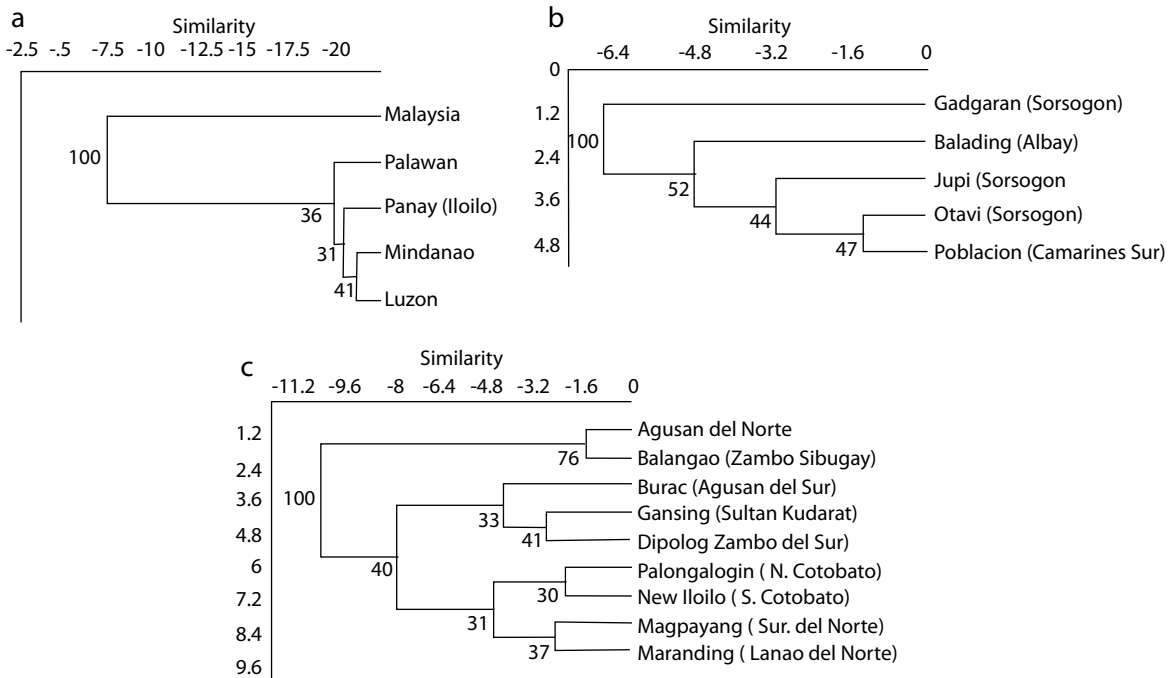 a
Similarity
-2.5 -.5 -7.5 -10 -12.5 -15 -17.5 -20
Malaysia
100
Palawan
36
Panay (Iloilo)
31
Mindanao
41
Luzon
b
Similarity
-6.4 -4.8 -3.2 -1.6 0
0
Gadgaran (Sorsogon)
1.2
100
Balading (Albay)
2.4
Jupi (Sorsogon
52
3.6
44
Otavi (Sorsogon)
4.8
47
Poblacion (Camarines Sur)
c
Similarity
-11.2 -9.6 -8 -6.4 -4.8 -3.2 -1.6 0
Agusan del Norte
1.2
76
Balangao (Zambo Sibugay)
2.4
Burac (Agusan del Sur)
3.6
100
33
Gansing (Sultan Kudarat)
4.8
41
Dipolog Zambo del Sur)
6
40
Palongalogin ( N. Cotobato)
30
New Iloilo ( S. Cotobato)
7.2
31
Magpayang ( Sur. del Norte)
8.4
37
Maranding ( Lanao del Norte)
9.6